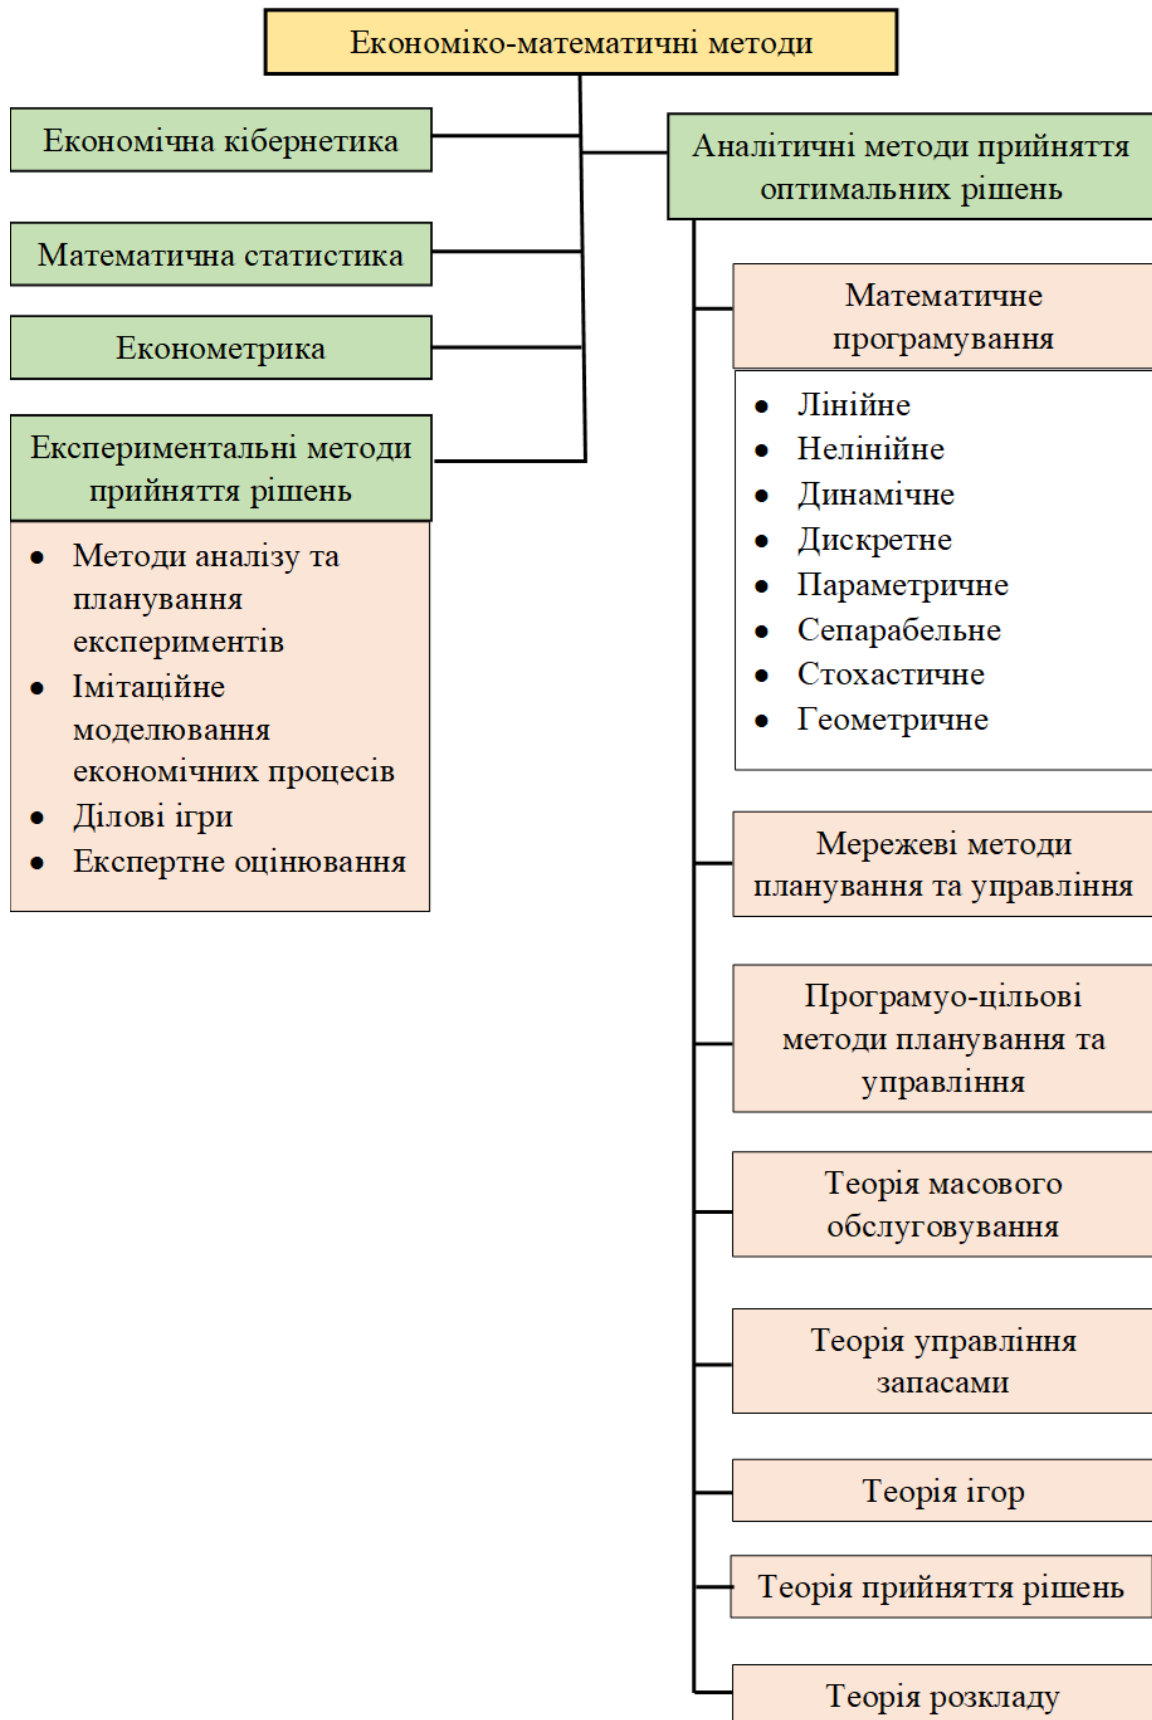 Економіко-математичні методи
Економічна кібернетика
Математична статистика
Економетрика
Експериментальні методи
прийняття рішень
● Методи аналізу та
планування
експериментів
● Імітаційне
моделювання
економічних процесів
● Ділові ігри
● Експертне оцінювання
Аналітичні методи прийняття
оптимальних рішень
Математичне
програмування
● Лінійне
● Нелінійне
● Динамічне
● Дискретне
● Параметричне
● Сепарабельне
● Стохастичне
● Геометричне
Мережеві методи
планування та управління
Програмуо-цільові
методи планування та
управління
Теорія масового
обслуговування
Теорія управління
запасами
Теорія ігор
Теорія прийняття рішень
Теорія розкладу